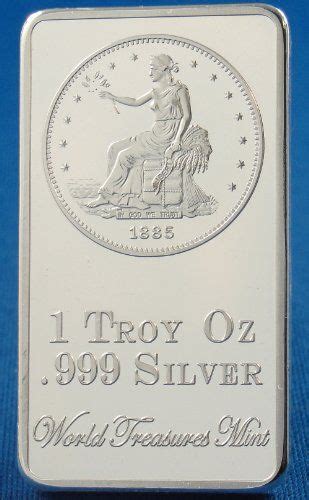 IN GOD WE TRUST
1885
1 TROY OZ
.999 SILVER
World Treasures Mint